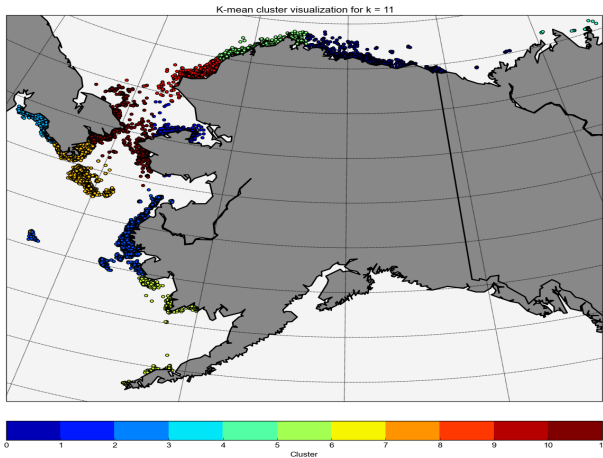 K-mean cluster visualization for k = 11
0 1 2 3 4 5 6 7 8 9 10 1
Cluster